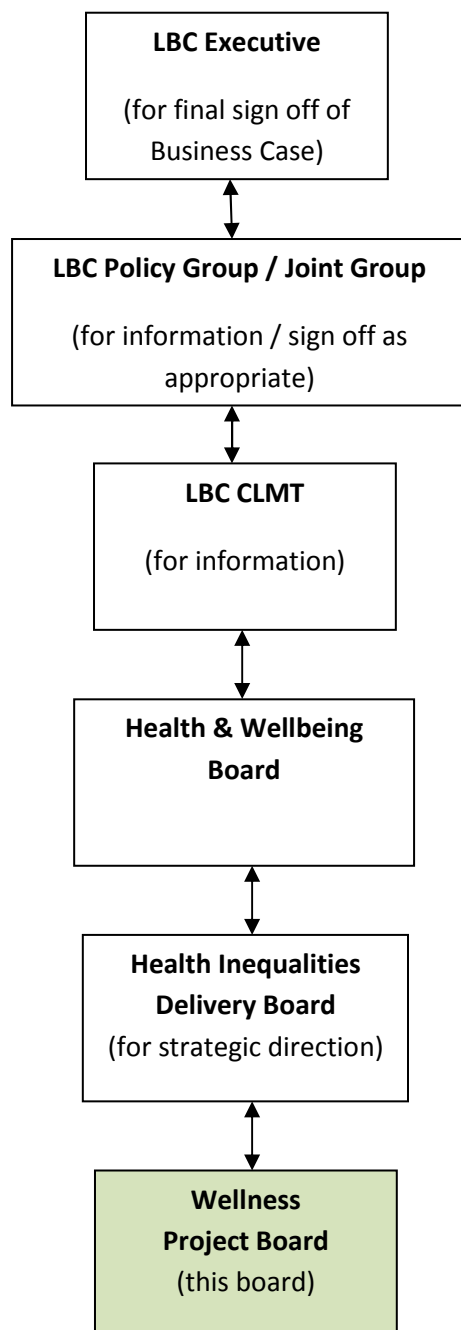 LBC Executive
(for final sign off of
Business Case)
LBC Policy Group / Joint Group
(for information / sign off as
appropriate)
LBC CLMT
(for information)
Health & Wellbeing
Board
Health Inequalities
Delivery Board
(for strategic direction)
Wellness
Project Board
(this board)